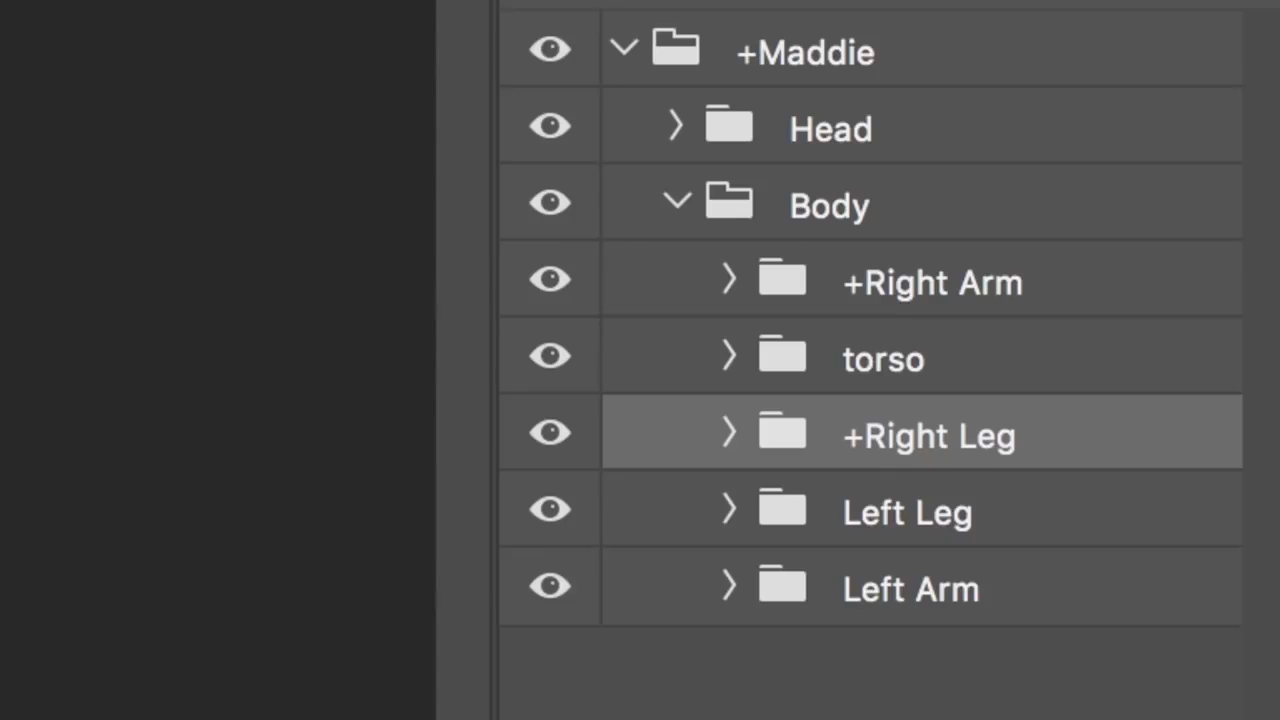 +Maddie
Head
Body
+Right Arm
torso
+Right Leg
Left Leg
Left Arm